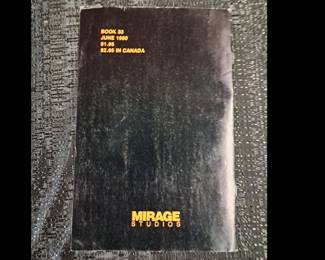 BOOK 33
JUNE 1990
$1.95
$2.65 IN CANADA
MIRAGE
STUDIOS